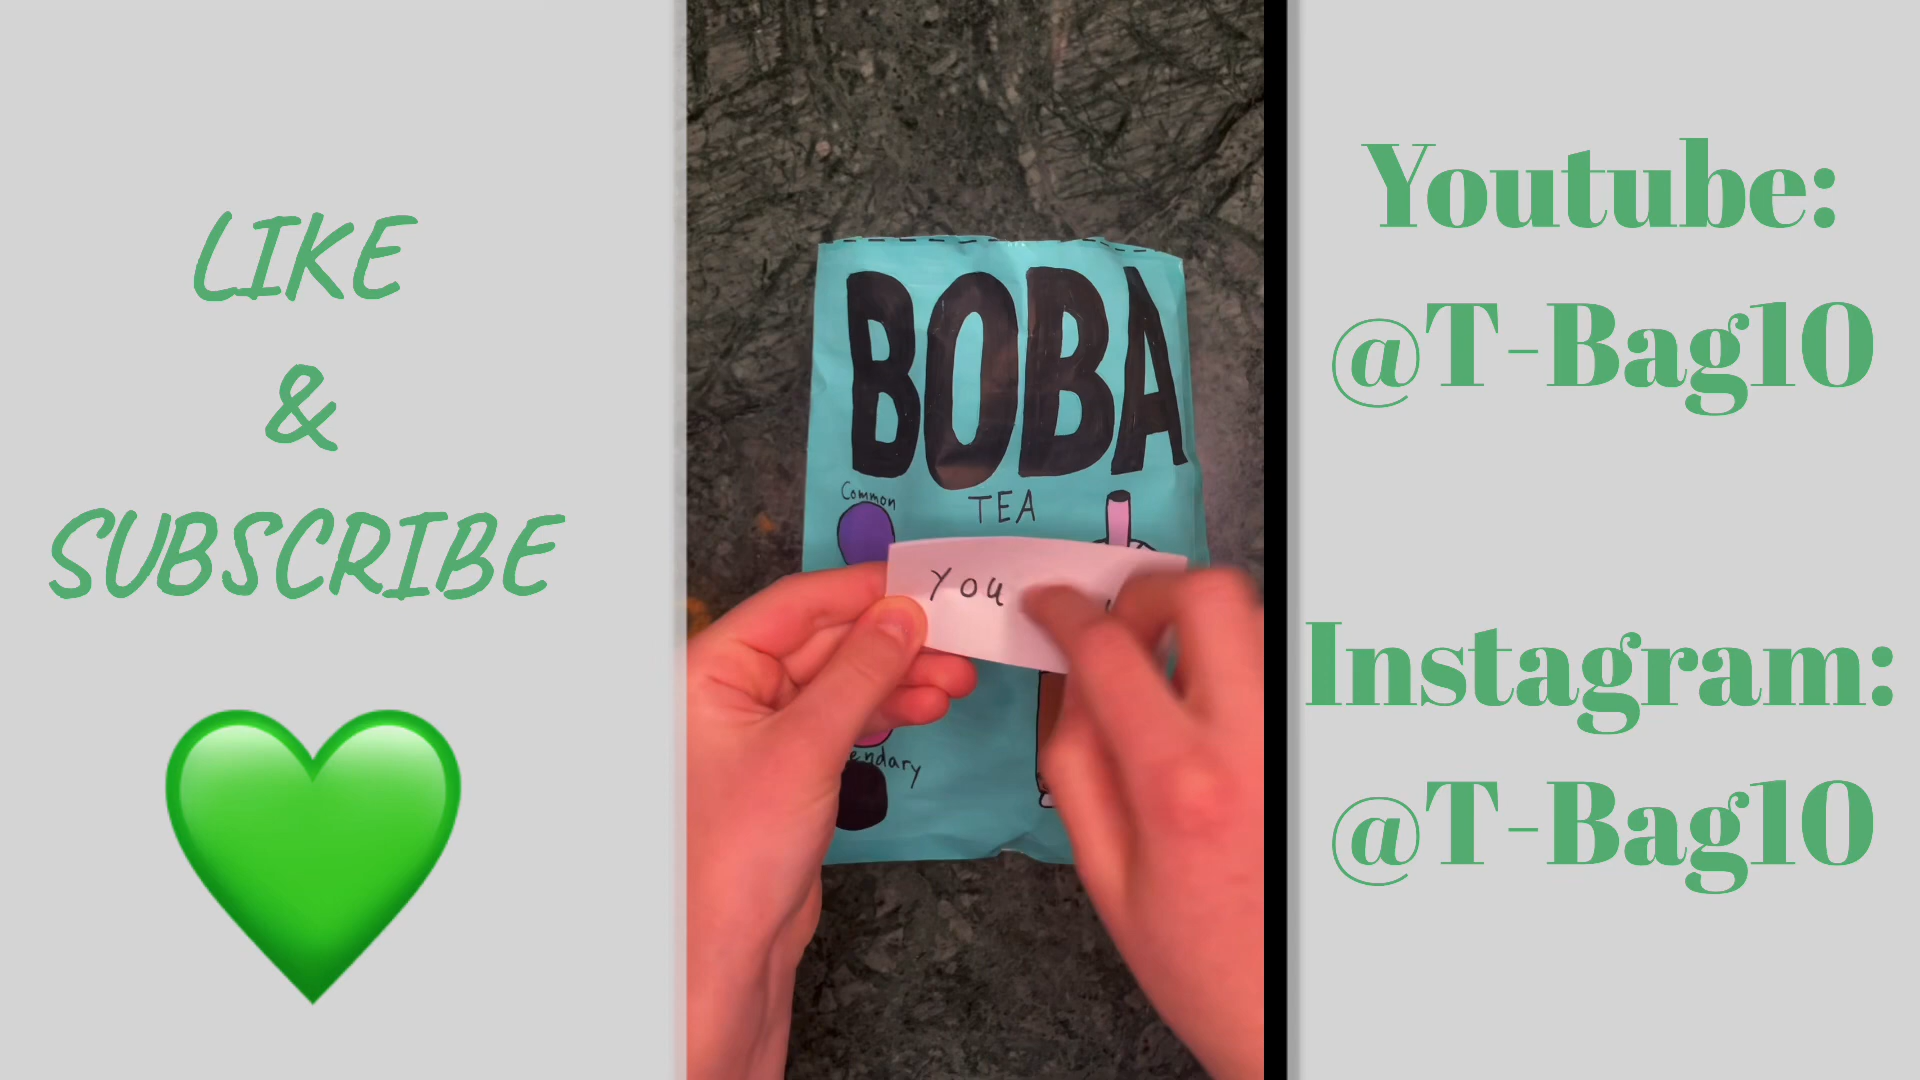 LIKE
&
SUBSCRIBE
BOBA
Common
TEA
you
Youtube:
@T-Bag10
Instagram:
@T-Bag10